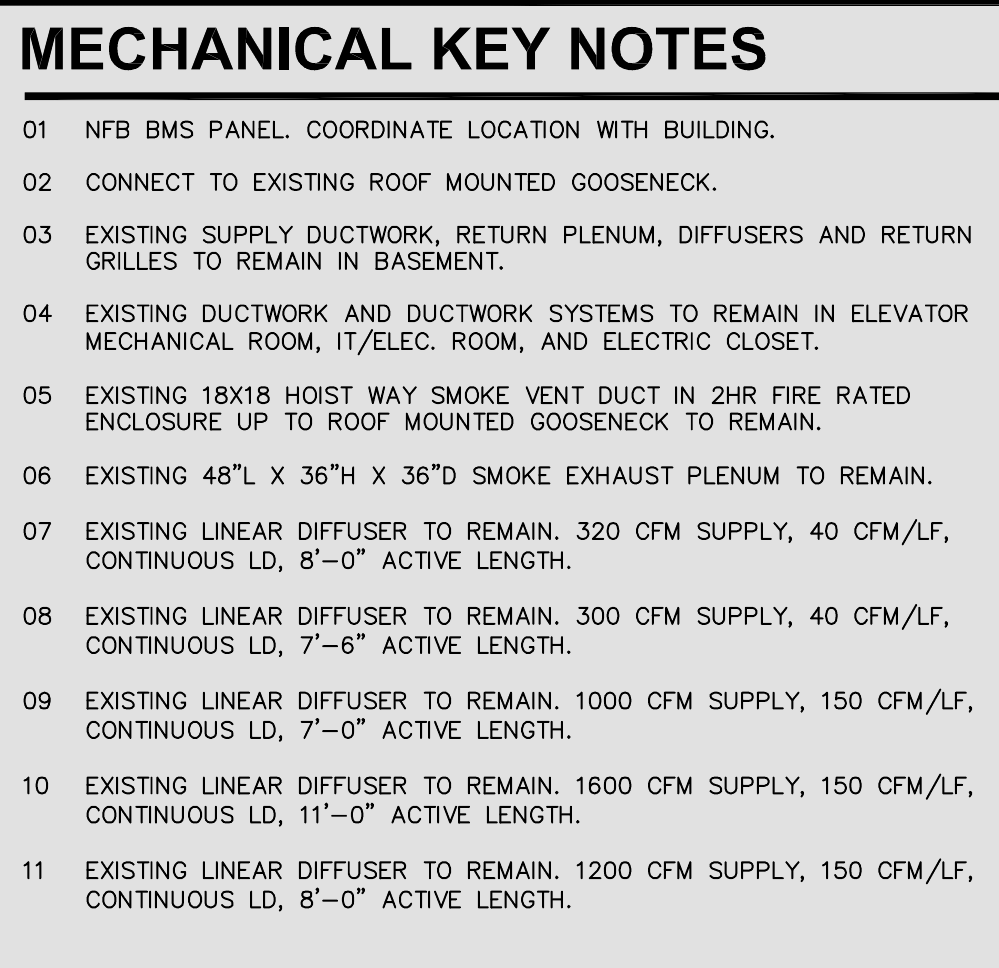 MECHANICAL KEY NOTES
01 NFB BMS PANEL. COORDINATE LOCATION WITH BUILDING.
02 CONNECT TO EXISTING ROOF MOUNTED GOOSENECK.
03 EXISTING SUPPLY DUCTWORK, RETURN PLENUM, DIFFUSERS AND RETURN
GRILLES TO REMAIN IN BASEMENT.
04 EXISTING DUCTWORK AND DUCTWORK SYSTEMS TO REMAIN IN ELEVATOR
MECHANICAL ROOM, IT/ELEC. ROOM, AND ELECTRIC CLOSET.
05 EXISTING 18X18 HOIST WAY SMOKE VENT DUCT IN 2HR FIRE RATED
ENCLOSURE UP TO ROOF MOUNTED GOOSENECK TO REMAIN.
06 EXISTING 48”L X 36”H X 36”D SMOKE EXHAUST PLENUM TO REMAIN.
07 EXISTING LINEAR DIFFUSER TO REMAIN. 320 CFM SUPPLY, 40 CFM/LF,
CONTINUOUS LD, 8’–0” ACTIVE LENGTH.
08 EXISTING LINEAR DIFFUSER TO REMAIN. 300 CFM SUPPLY, 40 CFM/LF,
CONTINUOUS LD, 7’–6” ACTIVE LENGTH.
09 EXISTING LINEAR DIFFUSER TO REMAIN. 1000 CFM SUPPLY, 150 CFM/LF,
CONTINUOUS LD, 7’–0” ACTIVE LENGTH.
10 EXISTING LINEAR DIFFUSER TO REMAIN. 1600 CFM SUPPLY, 150 CFM/LF,
CONTINUOUS LD, 11’–0” ACTIVE LENGTH.
11 EXISTING LINEAR DIFFUSER TO REMAIN. 1200 CFM SUPPLY, 150 CFM/LF,
CONTINUOUS LD, 8’–0” ACTIVE LENGTH.